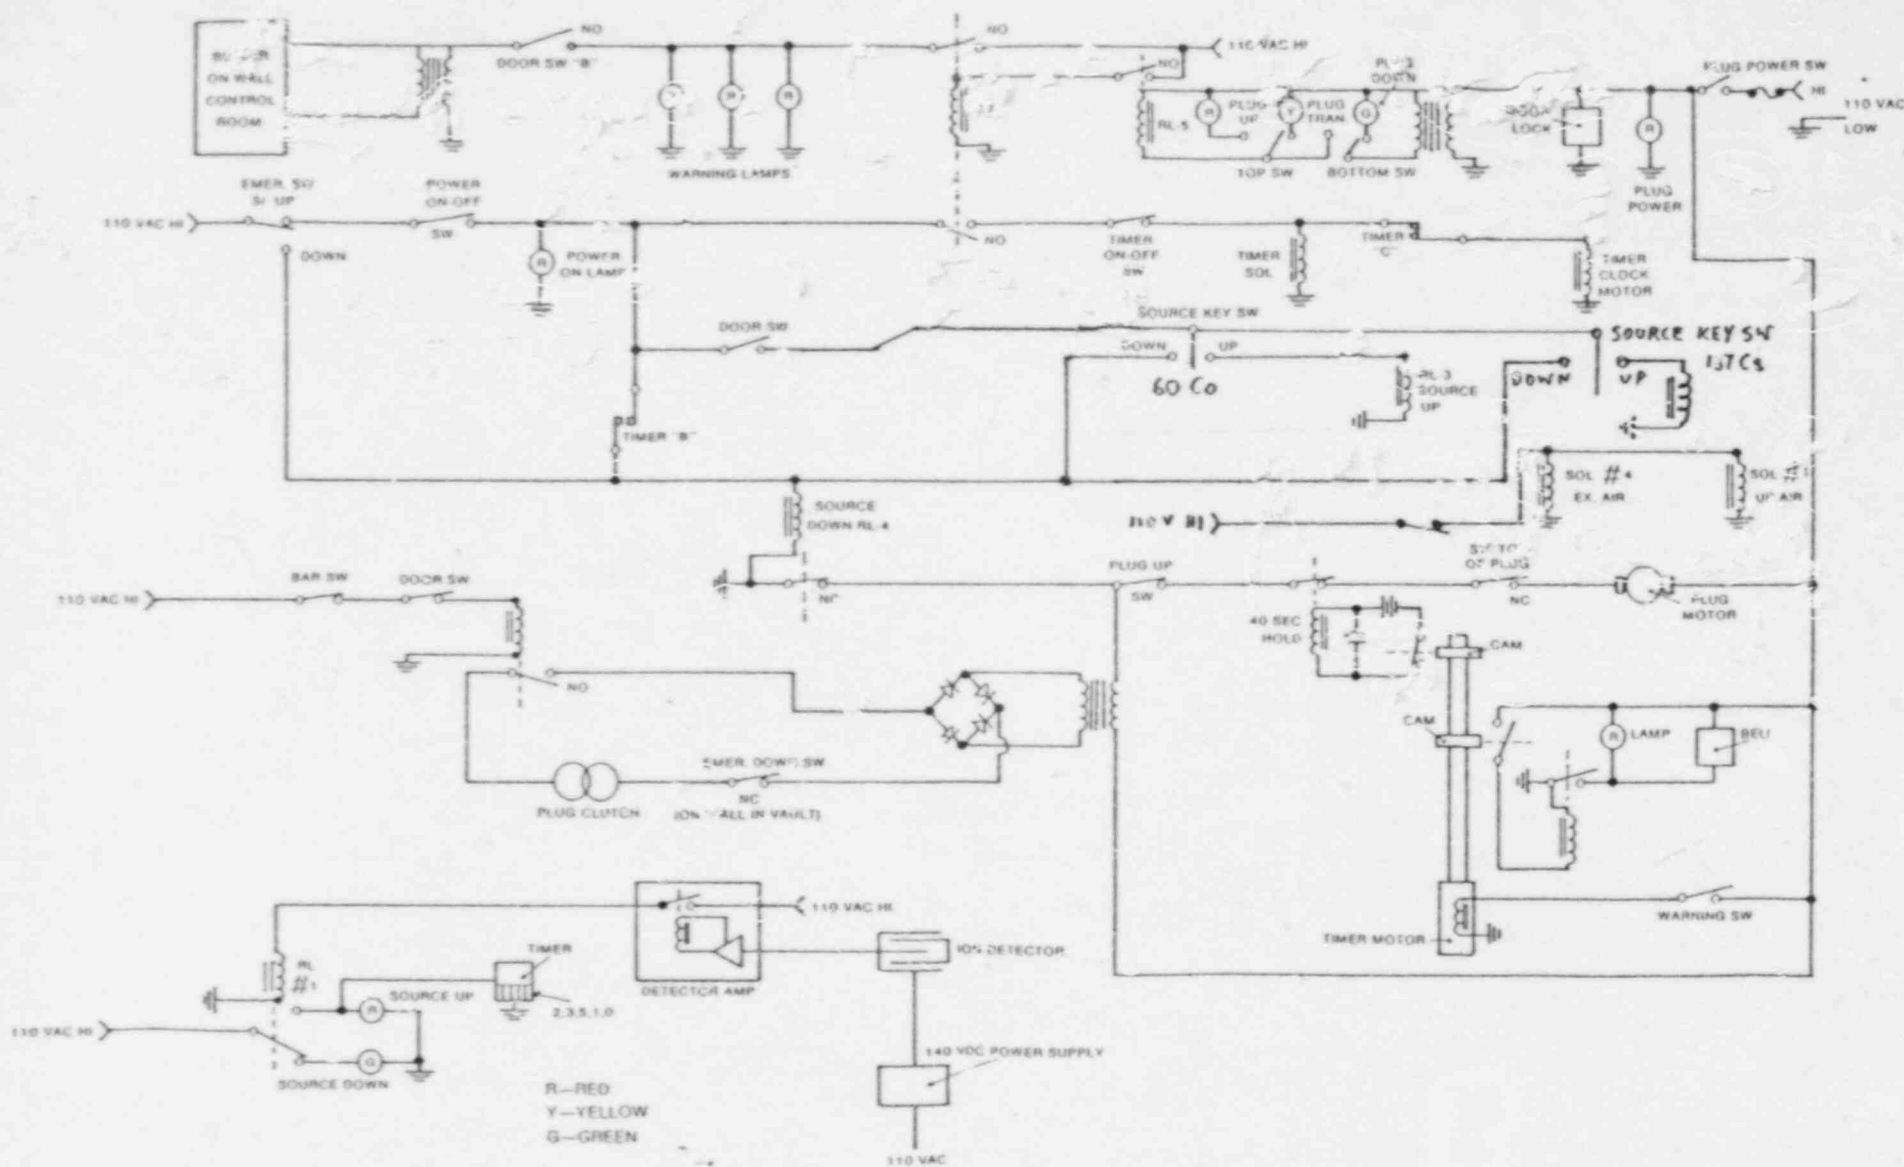 ON WALL
CONTROL
ROOM
NO
DOOR SW "B"
WARNING LAMPS
NO
110 VAC HI
NO
RL-5
R
PLUG
UP
Y
PLUG
TRAN.
PLUG
DOWN
G
TOP SW
BOTTOM SW
LOCK
R
PLUG
POWER
PLUG POWER SW
HI
110 VAC
LOW
R
R
EMER. SW
UP
DOWN
110 VAC HI
POWER
ON-OFF
SW
R
POWER
ON LAMP
NO
TIMER
ON-OFF
SW
TIMER
SOL
TIMER
"C"
TIMER
CLOCK
MOTOR
DOOR SW
SOURCE KEY SW
DOWN
UP
60 Co
RL-3
SOURCE
UP
SOURCE KEY SW
DOWN
UP
137 Cs
TIMER "B"
SOURCE
DOWN RL-4
110 V HI
SOL #4
EX. AIR
SOL #
UP AIR
110 VAC HI
BAR SW
DOOR SW
NC
PLUG UP
SW
OF PLUG
NC
PLUG
MOTOR
40 SEC
HOLD
CAM
NO
CAM
R
LAMP
BELL
PLUG CLUTCH
EMER. DOWN SW
NC
(ON WALL IN VAULT)
WARNING SW
TIMER MOTOR
110 VAC HI
DETECTOR AMP
ION DETECTOR
TIMER
2,3,5,1,0
RL
#1
SOURCE UP
R
110 VAC HI
G
SOURCE DOWN
140 VDC POWER SUPPLY
110 VAC
R—RED
Y—YELLOW
G—GREEN